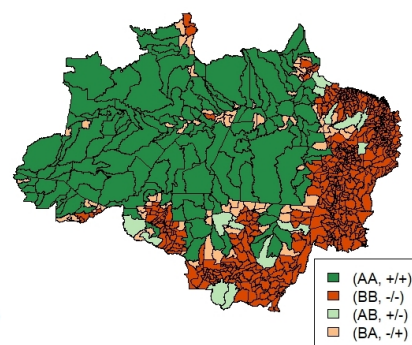 (AA, +/+)
(BB, -/-)
(AB, +/-)
(BA, -/+)